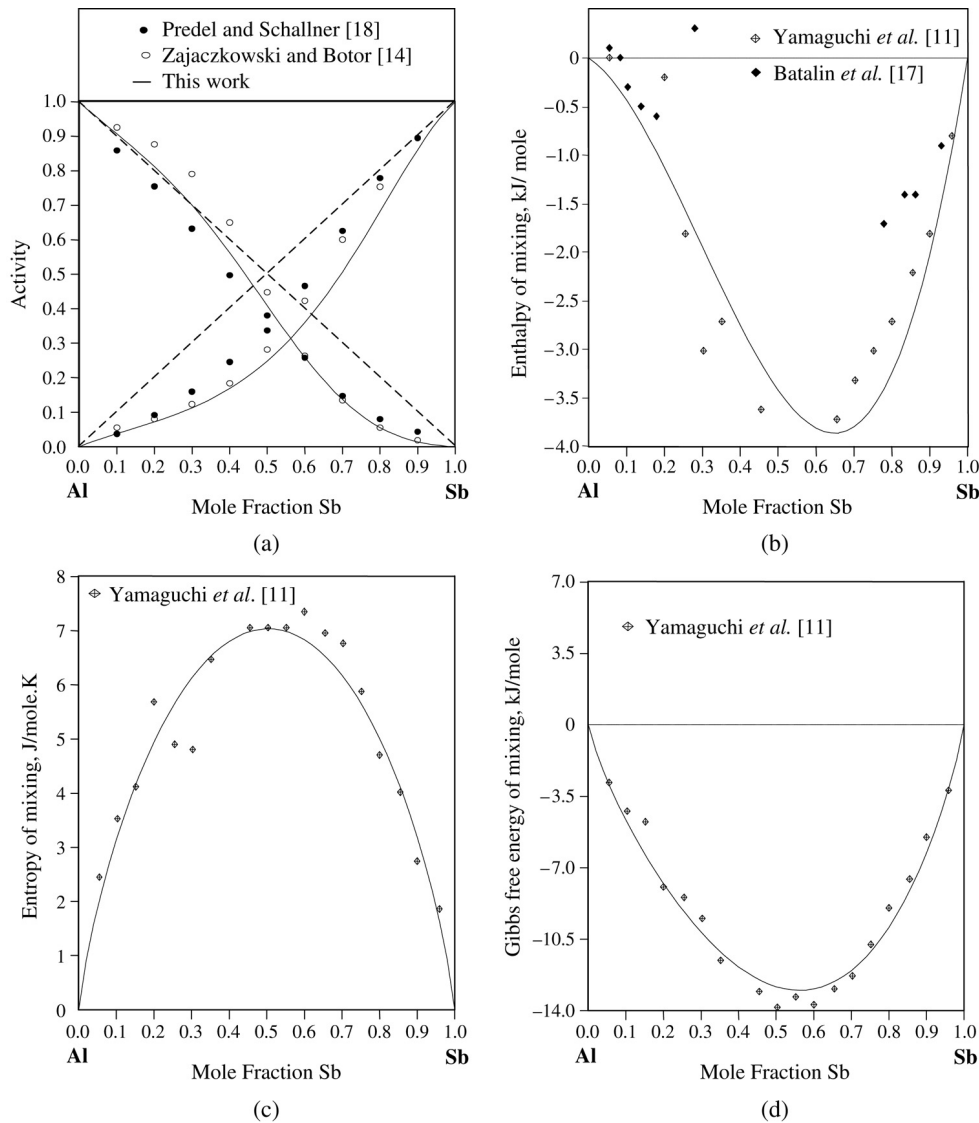 Predel and Schallner [18]
Zajaczkowski and Botor [14]
This work
Activity
1.0
0.9
0.8
0.7
0.6
0.5
0.4
0.3
0.2
0.1
0.0
0.0 0.1 0.2 0.3 0.4 0.5 0.6 0.7 0.8 0.9 1.0
Al Sb
Mole Fraction Sb
(a)
Yamaguchi et al. [11]
Batalin et al. [17]
Enthalpy of mixing, kJ/ mole
0
−0.5
−1.0
−1.5
−2.0
−2.5
−3.0
−3.5
−4.0
0.0 0.1 0.2 0.3 0.4 0.5 0.6 0.7 0.8 0.9 1.0
Al Sb
Mole Fraction Sb
(b)
Yamaguchi et al. [11]
Entropy of mixing, J/mole.K
8
7
6
5
4
3
2
1
0
0.0 0.1 0.2 0.3 0.4 0.5 0.6 0.7 0.8 0.9 1.0
Al Sb
Mole Fraction Sb
(c)
Yamaguchi et al. [11]
Gibbs free energy of mixing, kJ/mole
7.0
3.5
0
−3.5
−7.0
−10.5
−14.0
0.0 0.1 0.2 0.3 0.4 0.5 0.6 0.7 0.8 0.9 1.0
Al Sb
Mole Fraction Sb
(d)